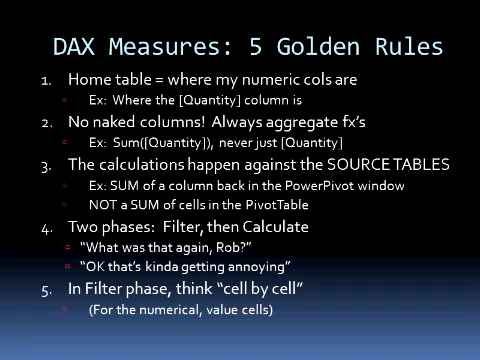 DAX Measures: 5 Golden Rules
1. Home table = where my numeric cols are
Ex: Where the [Quantity] column is
2. No naked columns! Always aggregate fx's
Ex: Sum([Quantity]), never just [Quantity]
3. The calculations happen against the SOURCE TABLES
Ex: SUM of a column back in the PowerPivot window
NOT a SUM of cells in the PivotTable
4. Two phases: Filter, then Calculate
“What was that again, Rob?”
“OK that's kinda getting annoying”
5. In Filter phase, think “cell by cell”
(For the numerical, value cells)